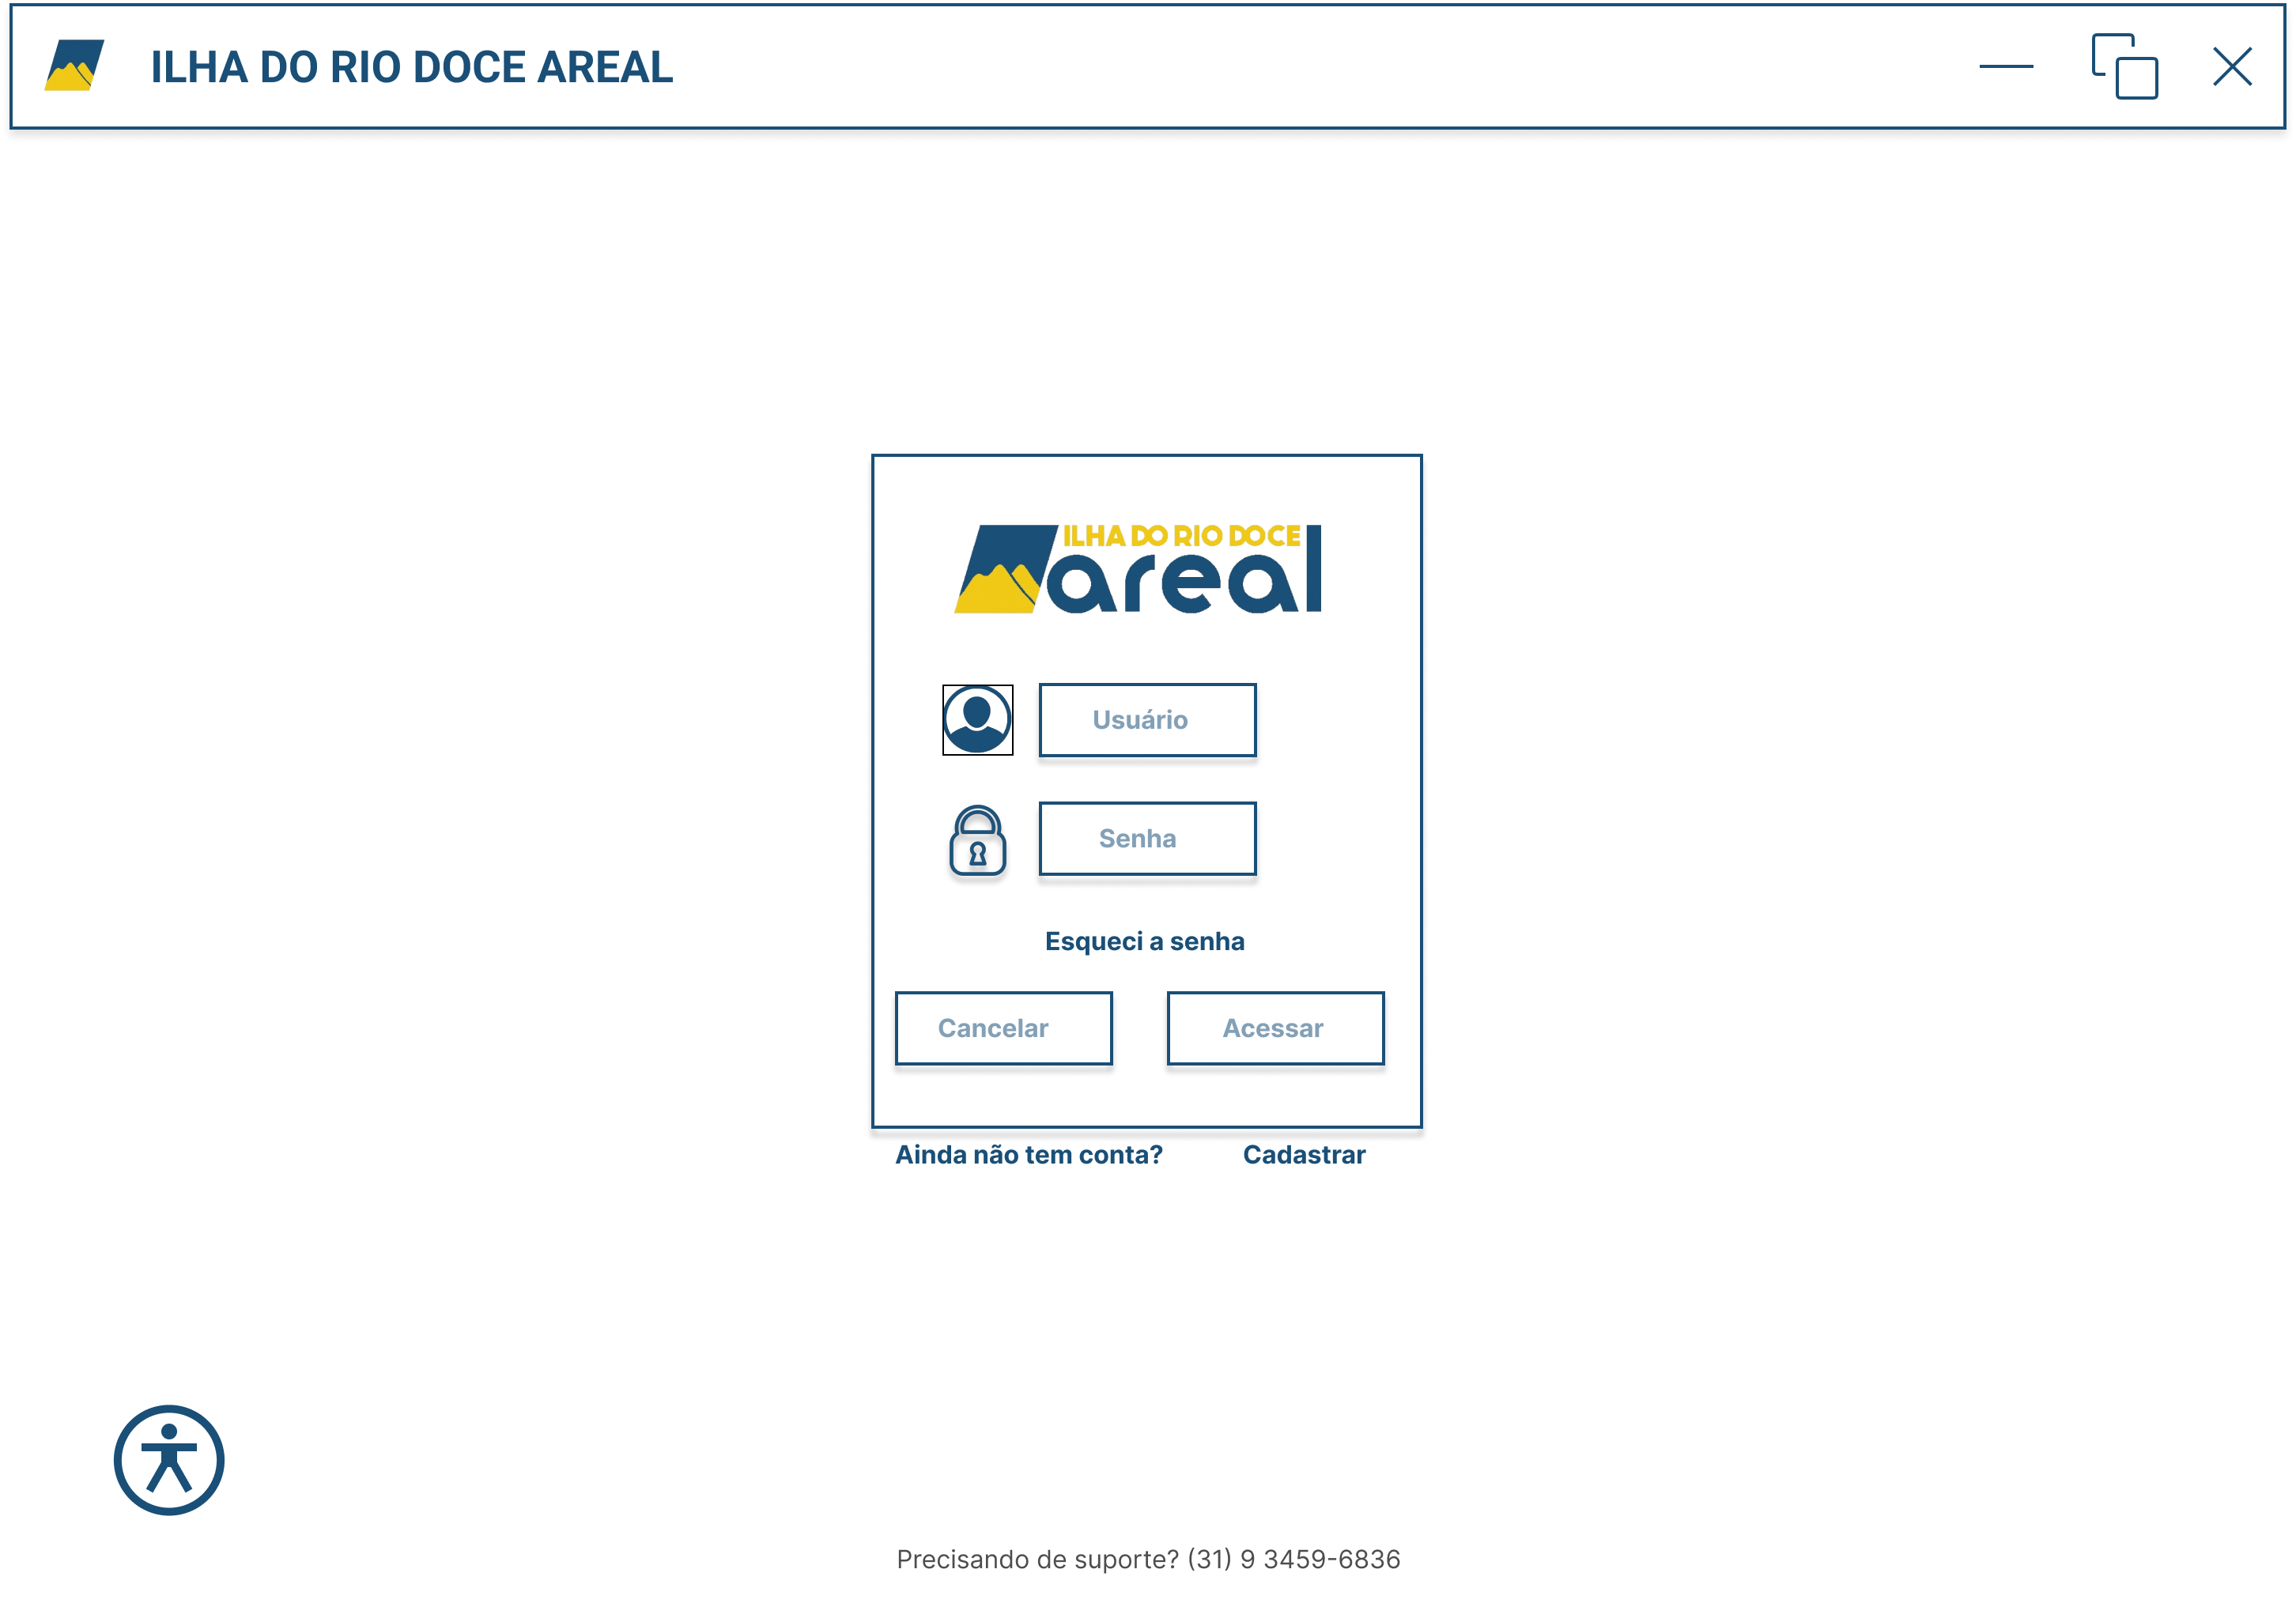 ILHA DO RIO DOCE AREAL
ILHA DO RIO DOCE
areal
Usuário
Senha
Esqueci a senha
Cancelar Acessar
Ainda não tem conta? Cadastrar
Precisando de suporte? (31) 9 3459-6836